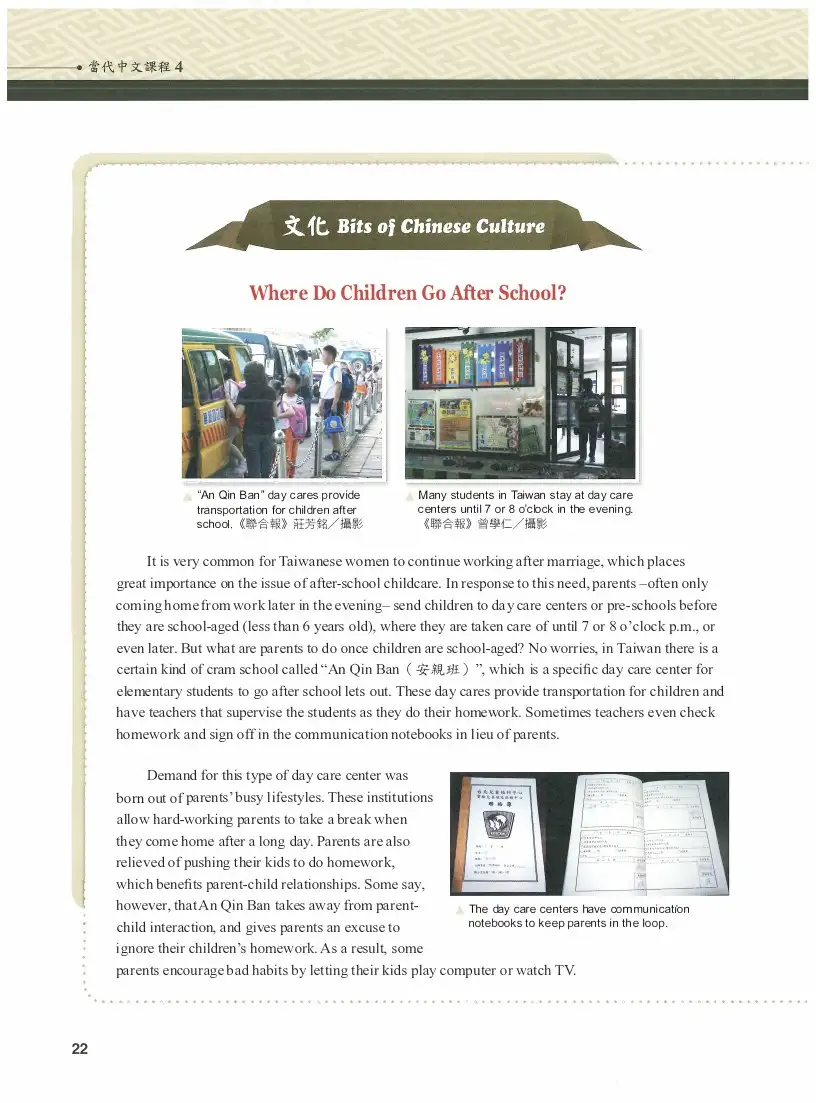 當代中文課程 4
文化 Bits of Chinese Culture
Where Do Children Go After School?
“An Qin Ban” day cares provide
transportation for children after
school.《聯合報》莊芳銘／攝影
Many students in Taiwan stay at day care
centers until 7 or 8 o’clock in the evening.
《聯合報》曾學仁／攝影
It is very common for Taiwanese women to continue working after marriage, which places
great importance on the issue of after-school childcare. In response to this need, parents –often only
coming home from work later in the evening– send children to day care centers or pre-schools before
they are school-aged (less than 6 years old), where they are taken care of until 7 or 8 o’clock p.m., or
even later. But what are parents to do once children are school-aged? No worries, in Taiwan there is a
certain kind of cram school called “An Qin Ban（安親班）”, which is a specific day care center for
elementary students to go after school lets out. These day cares provide transportation for children and
have teachers that supervise the students as they do their homework. Sometimes teachers even check
homework and sign off in the communication notebooks in lieu of parents.
Demand for this type of day care center was
born out of parents’ busy lifestyles. These institutions
allow hard-working parents to take a break when
they come home after a long day. Parents are also
relieved of pushing their kids to do homework,
which benefits parent-child relationships. Some say,
however, that An Qin Ban takes away from parent-
child interaction, and gives parents an excuse to
ignore their children’s homework. As a result, some
parents encourage bad habits by letting their kids play computer or watch TV.
聯絡簿
The day care centers have communication
notebooks to keep parents in the loop.
22